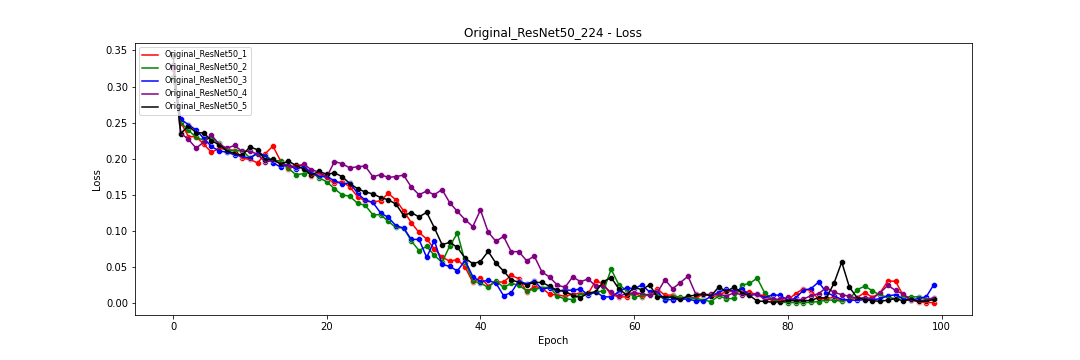 Original_ResNet50_224 - Loss
Original_ResNet50_1
Original_ResNet50_2
Original_ResNet50_3
Original_ResNet50_4
Original_ResNet50_5
Loss
0.35
0.30
0.25
0.20
0.15
0.10
0.05
0.00
0 20 40 60 80 100
Epoch